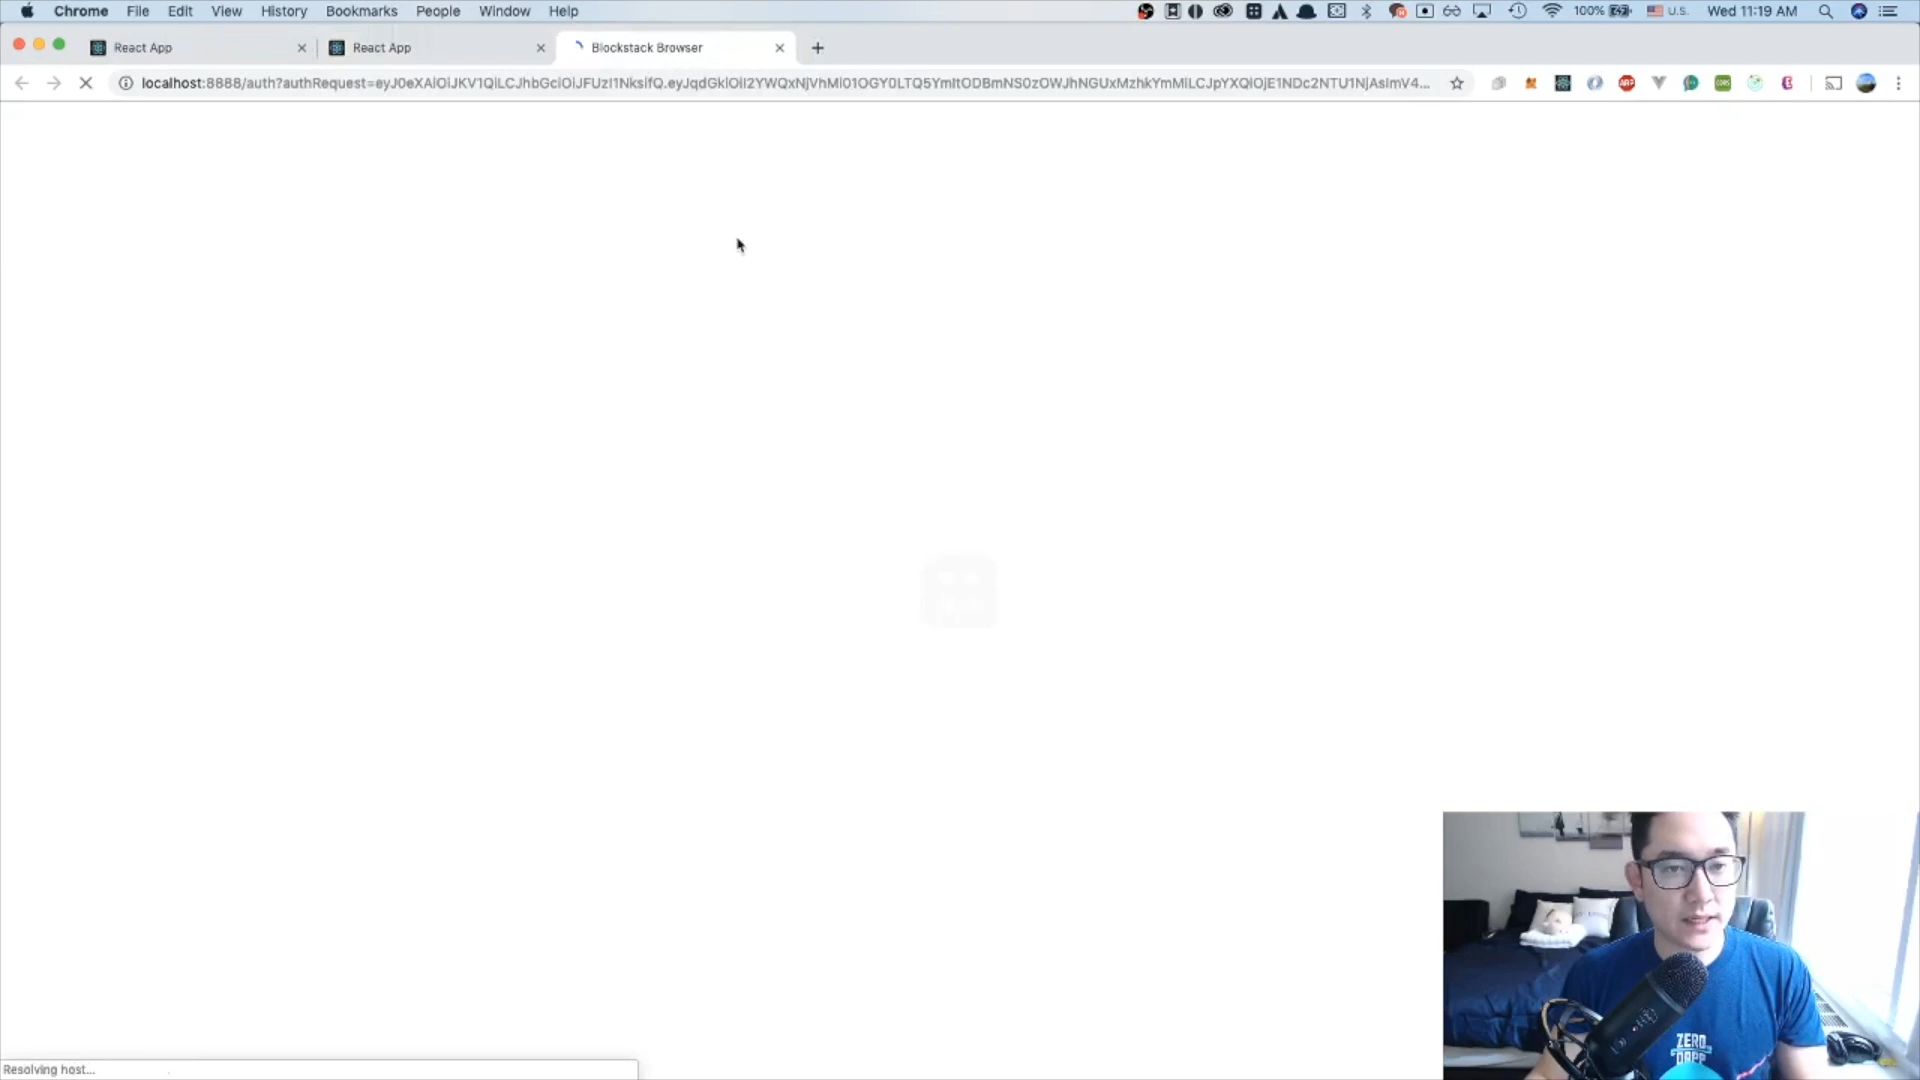 Chrome File Edit View History Bookmarks People Window Help 100% U.S. Wed 11:19 AM
React App React App Blockstack Browser
localhost:8888/auth?authRequest=eyJ0eXAiOiJKV1QiLCJhbGciOiJFUzI1NksifQ.eyJqdGkiOiI2YWQxNjVhMi01OGY0LTQ5YmItODBmNS0zOWJhNGUxMzhkYmMiLCJpYXQiOjE1NDc2NTU1NjAsImV4...
ZERO
DAPP
Resolving host...